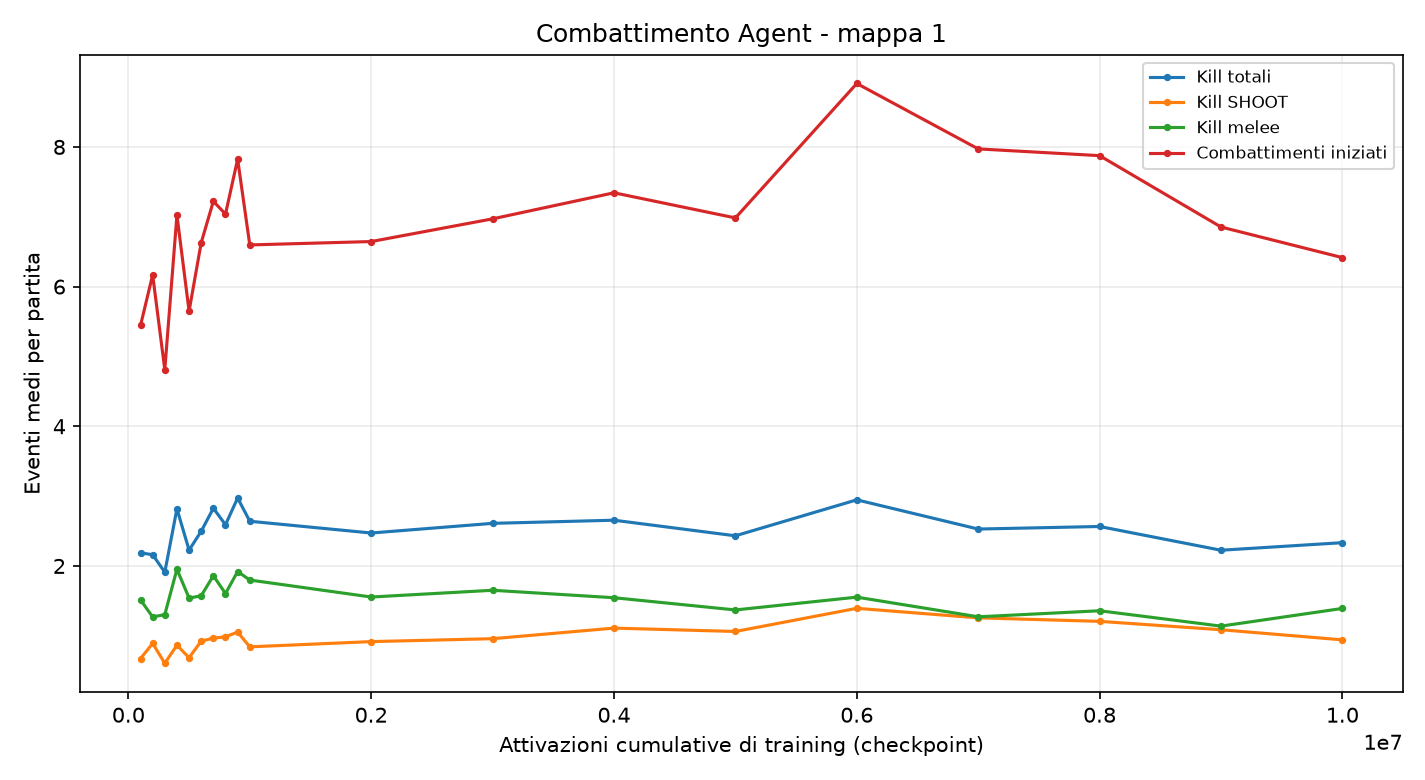 Combattimento Agent - mappa 1
Kill totali
Kill SHOOT
Kill melee
Combattimenti iniziati
Eventi medi per partita
8
6
4
2
0.0 0.2 0.4 0.6 0.8 1.0
1e7
Attivazioni cumulative di training (checkpoint)